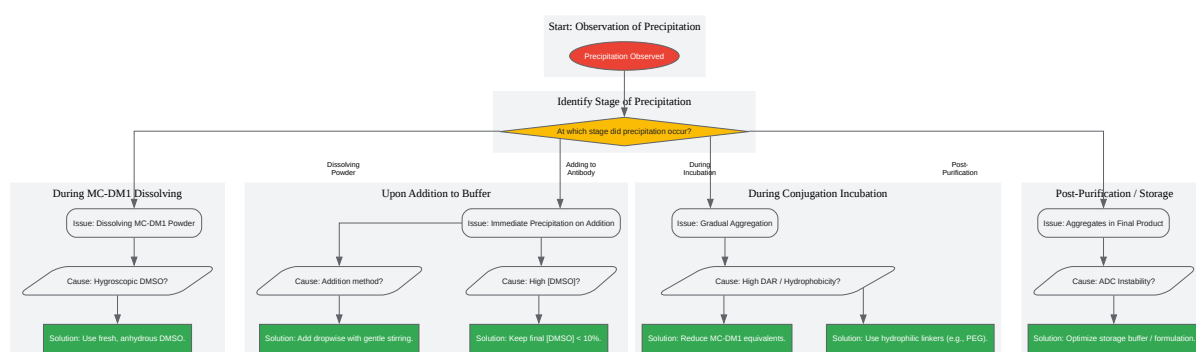 Start: Observation of Precipitation
Precipitation Observed
Identify Stage of Precipitation
At which stage did precipitation occur?
Dissolving
Powder
Adding to
Antibody
During
Incubation
Post-
Purification
During MC-DM1 Dissolving
Upon Addition to Buffer
During Conjugation Incubation
Post-Purification / Storage
Issue: Dissolving MC-DM1 Powder
Issue: Immediate Precipitation on Addition
Issue: Gradual Aggregation
Issue: Aggregates in Final Product
Cause: Hygroscopic DMSO?
Cause: Addition method?
Cause: High [DMSO]?
Cause: High DAR / Hydrophobicity?
Cause: ADC Instability?
Solution: Use fresh, anhydrous DMSO.
Solution: Add dropwise with gentle stirring.
Solution: Keep final [DMSO] < 10%.
Solution: Reduce MC-DM1 equivalents.
Solution: Use hydrophilic linkers (e.g., PEG).
Solution: Optimize storage buffer / formulation.